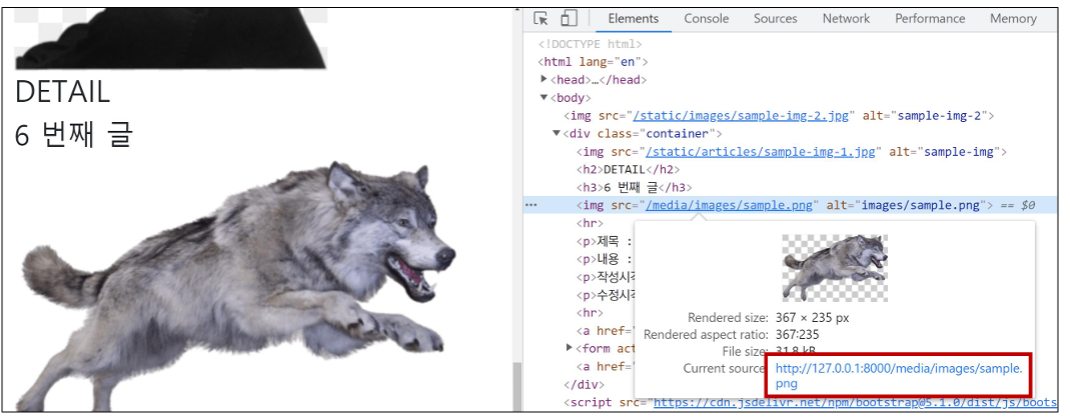 DETAIL
6 번째 글
Elements Console Sources Network Performance Memory
<!DOCTYPE html>
<html lang="en">
▶<head>…</head>
▼<body>
<img src="/static/images/sample-img-2.jpg" alt="sample-img-2">
▼<div class="container">
<img src="/static/articles/sample-img-1.jpg" alt="sample-img">
<h2>DETAIL</h2>
<h3>6 번째 글</h3>
<img src="/media/images/sample.png" alt="images/sample.png"> == $0
<hr>
<p>제목 :
<p>내용 :
<p>작성시각
<p>수정시각
<hr>
<a href="
▶<form act
<a href="
</div>
<script src="https://cdn.jsdelivr.net/npm/bootstrap@5.1.0/dist/js/boots
Rendered size: 367 × 235 px
Rendered aspect ratio: 367:235
File size: 31.8 kB
Current source: http://127.0.0.1:8000/media/images/sample.
png